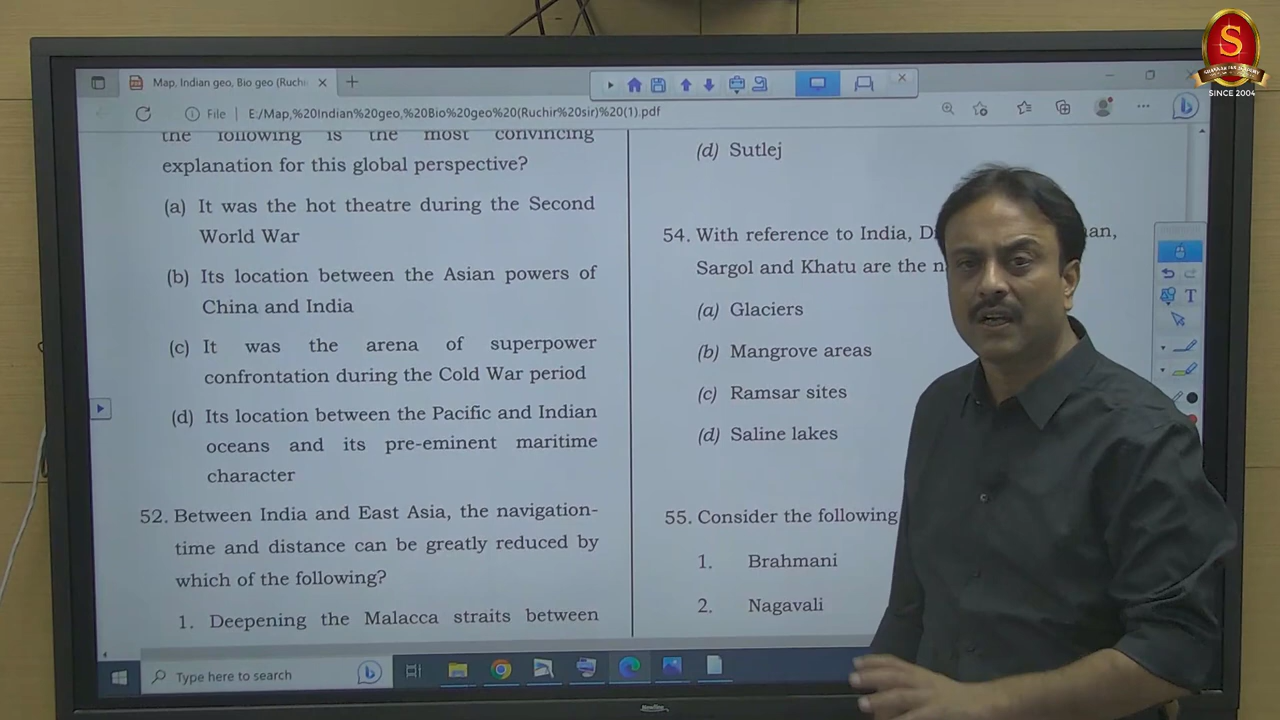 Map, Indian geo, Bio geo (Ruchi
File
E:/Map,%20Indian%20geo,%20Bio%20geo%20(Ruchir%20sir)%20(1).pdf
the following is the most convincing
explanation for this global perspective?
(a) It was the hot theatre during the Second
World War
(b) Its location between the Asian powers of
China and India
(c) It was the arena of superpower
confrontation during the Cold War period
(d) Its location between the Pacific and Indian
oceans and its pre-eminent maritime
character
52. Between India and East Asia, the navigation-
time and distance can be greatly reduced by
which of the following?
1. Deepening the Malacca straits between
(d) Sutlej
54. With reference to India, D an,
Sargol and Khatu are the n
(a) Glaciers
(b) Mangrove areas
(c) Ramsar sites
(d) Saline lakes
55. Consider the following
1. Brahmani
2. Nagavali
Type here to search
S
SINCE 2004
T